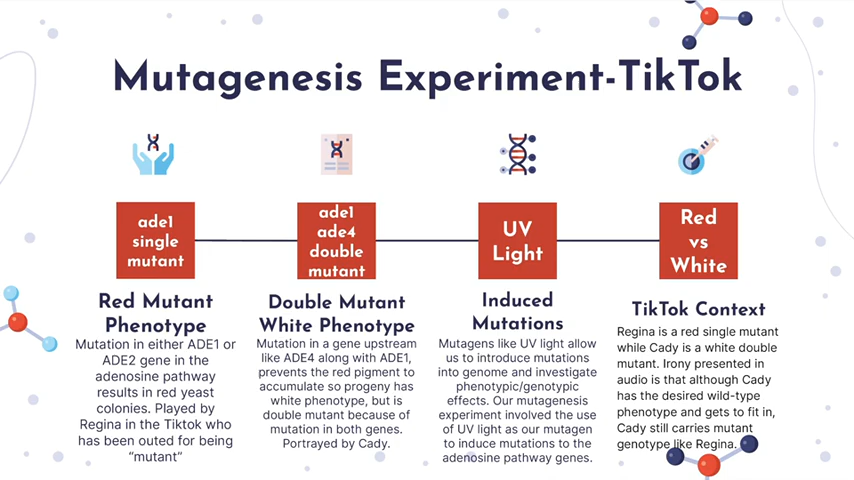 Mutagenesis Experiment-TikTok
ade1
single
mutant
ade1
ade4
double
mutant
UV
Light
Red
vs
White
Red Mutant
Phenotype
Mutation in either ADE1 or
ADE2 gene in the
adenosine pathway
results in red yeast
colonies. Played by
Regina in the Tiktok who
has been outed for being
“mutant”
Double Mutant
White Phenotype
Mutation in a gene upstream
like ADE4 along with ADE1,
prevents the red pigment to
accumulate so progeny has
white phenotype, but is
double mutant because of
mutation in both genes.
Portrayed by Cady.
Induced
Mutations
Mutagens like UV light allow
us to introduce mutations
into genome and investigate
phenotypic/genotypic
effects. Our mutagenesis
experiment involved the use
of UV light as our mutagen
to induce mutations to the
adenosine pathway genes.
TikTok Context
Regina is a red single mutant
while Cady is a white double
mutant. Irony presented in
audio is that although Cady
has the desired wild-type
phenotype and gets to fit in,
Cady still carries mutant
genotype like Regina.